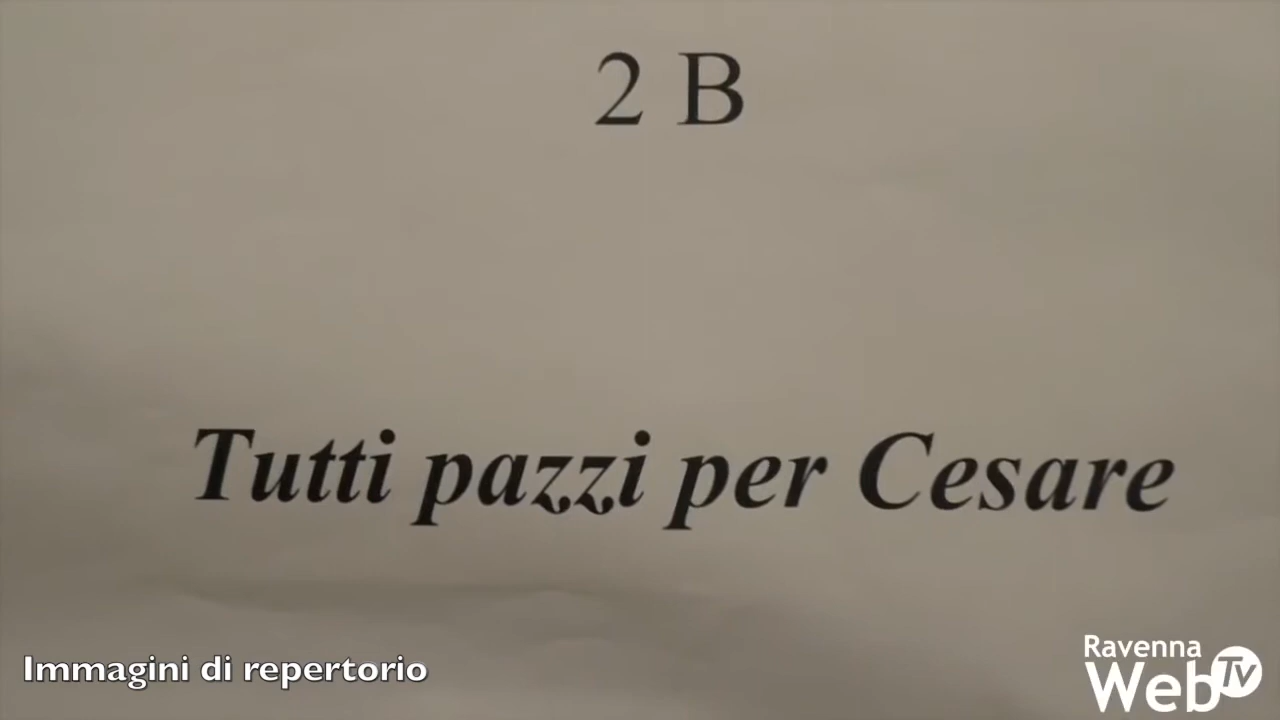 2 B
Tutti pazzi per Cesare
Immagini di repertorio
Ravenna
Web Tv